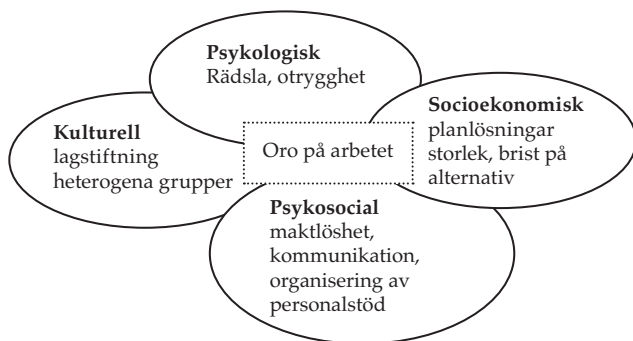 Psykologisk
Rädsla, otrygghet
Socioekonomisk
planlösningar
storlek, brist på
alternativ
Kulturell
lagstiftning
heterogena grupper
Oro på arbetet
Psykosocial
maktlöshet,
kommunikation,
organisering av
personalstöd